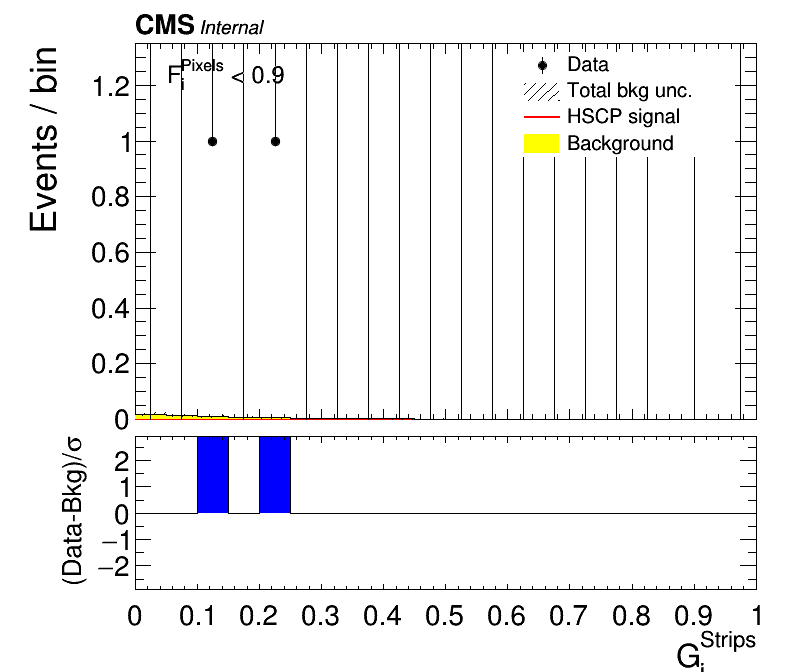 CMS Internal
Events / bin
F_i^Pixels < 0.9
Data
Total bkg unc.
HSCP signal
Background
1.2
1
0.8
0.6
0.4
0.2
0
(Data-Bkg)/σ
2
1
0
−1
−2
0 0.1 0.2 0.3 0.4 0.5 0.6 0.7 0.8 0.9 1
G_i^Strips